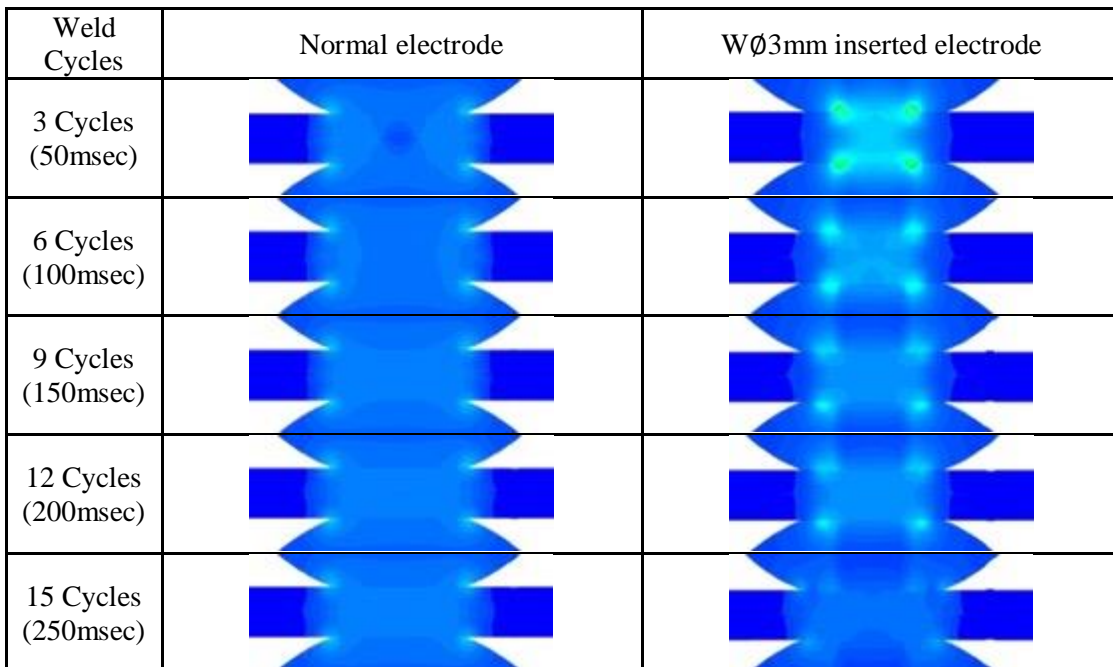 Weld
Cycles
Normal electrode
W∅3mm inserted electrode
3 Cycles
(50msec)
6 Cycles
(100msec)
9 Cycles
(150msec)
12 Cycles
(200msec)
15 Cycles
(250msec)